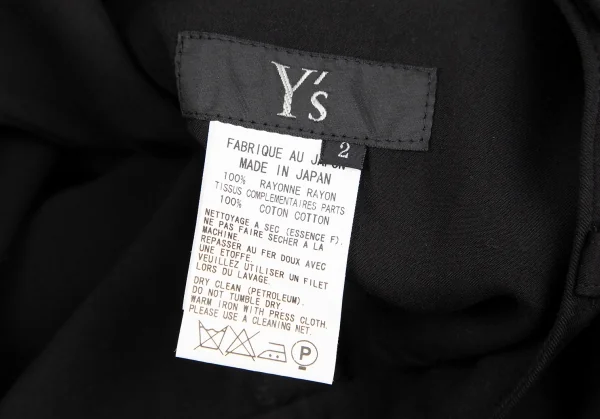 Y's
2
FABRIQUE AU JAPON
MADE IN JAPAN
100% RAYONNE RAYON
TISSUS COMPLEMENTAIRES PARTS
100% COTON COTTON
NETTOYAGE A SEC (ESSENCE F).
NE PAS FAIRE SECHER A LA
MACHINE.
REPASSER AU FER DOUX AVEC
UNE ETOFFE.
VEUILLEZ UTILISER UN FILET
LORS DU LAVAGE.
DRY CLEAN (PETROLEUM).
DO NOT TUMBLE DRY
WARM IRON WITH PRESS CLOTH.
PLEASE USE A CLEANING NET.
P